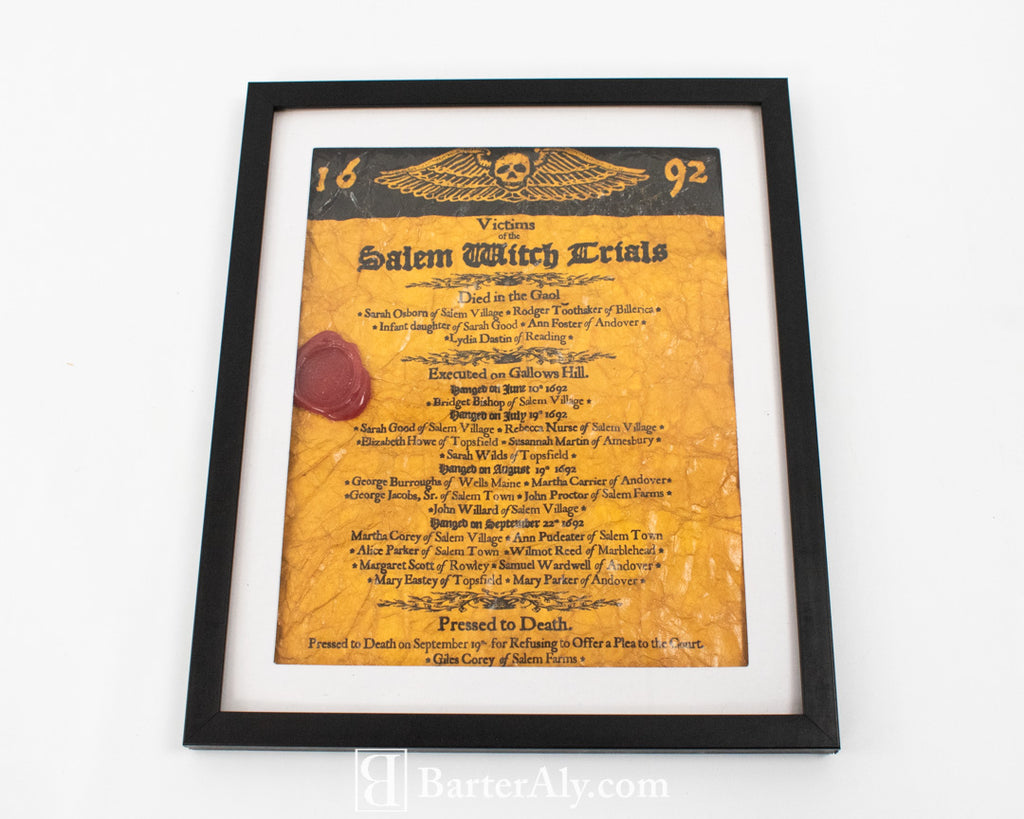 16 92
Victims
of the
Salem Witch Trials
Died in the Gaol
* Sarah Osborn of Salem Village * Rodger Toothaker of Billerica *
* Infant daughter of Sarah Good * Ann Foster of Andover *
* Lydia Dastin of Reading *
Executed on Gallows Hill.
Hanged on June 10th 1692
* Bridget Bishop of Salem Village *
Hanged on July 19th 1692
* Sarah Good of Salem Village * Rebecca Nurse of Salem Village *
* Elizabeth Howe of Topsfield * Susannah Martin of Amesbury *
* Sarah Wilds of Topsfield *
Hanged on August 19th 1692
* George Burroughs of Wells Maine * Martha Carrier of Andover *
* George Jacobs, Sr. of Salem Town * John Proctor of Salem Farms *
* John Willard of Salem Village *
Hanged on September 22th 1692
Martha Corey of Salem Village * Ann Pudeater of Salem Town
* Alice Parker of Salem Town * Wilmot Reed of Marblehead *
* Margaret Scott of Rowley * Samuel Wardwell of Andover *
* Mary Eastey of Topsfield * Mary Parker of Andover *
Pressed to Death.
Pressed to Death on September 19th for Refusing to Offer a Plea to the Court.
* Giles Corey of Salem Farms *
B BarterAly.com